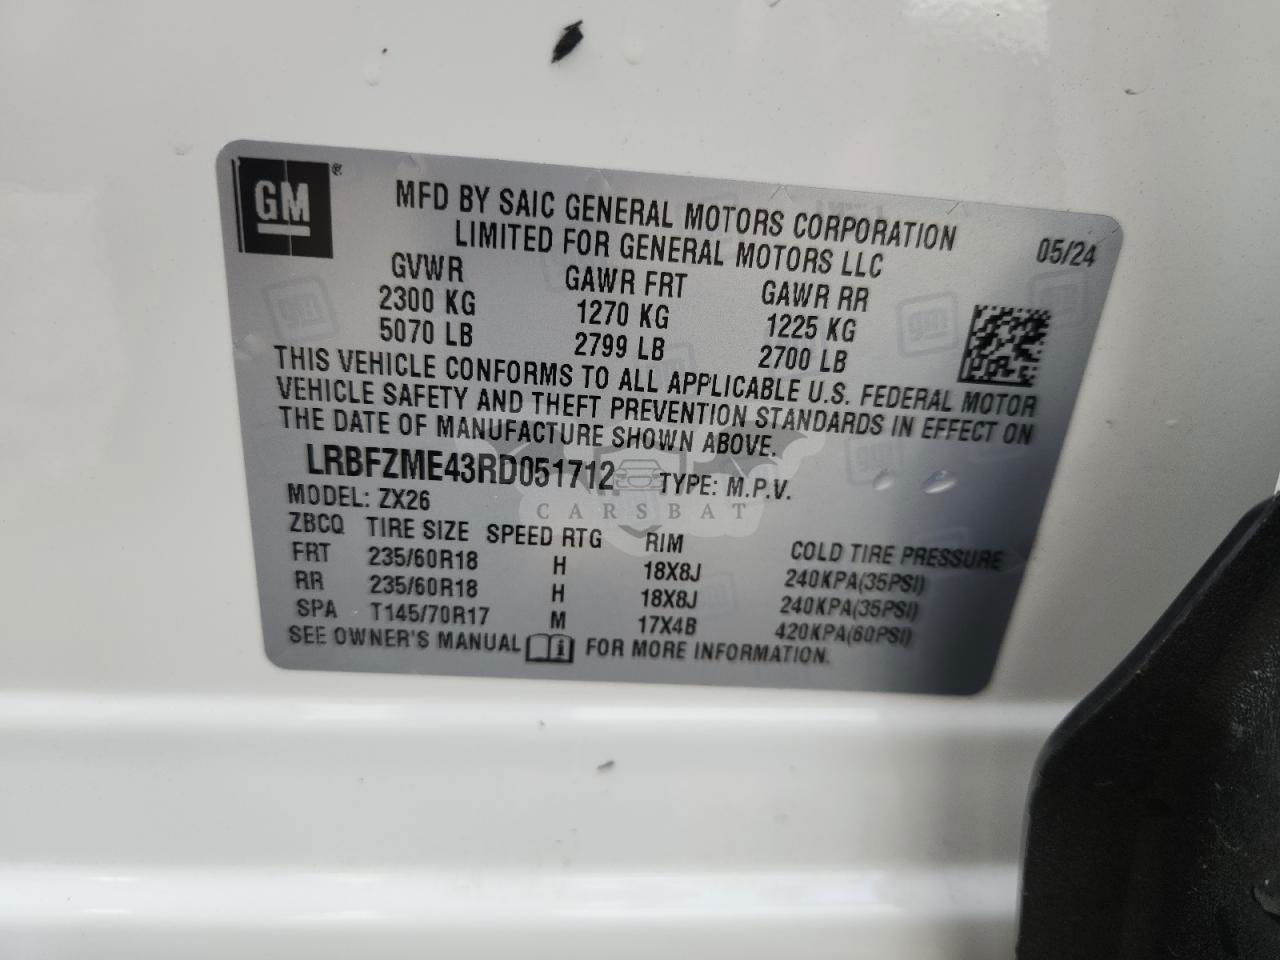 GM®
MFD BY SAIC GENERAL MOTORS CORPORATION
LIMITED FOR GENERAL MOTORS LLC
05/24
GVWR GAWR FRT GAWR RR
2300 KG 1270 KG 1225 KG
5070 LB 2799 LB 2700 LB
THIS VEHICLE CONFORMS TO ALL APPLICABLE U.S. FEDERAL MOTOR
VEHICLE SAFETY AND THEFT PREVENTION STANDARDS IN EFFECT ON
THE DATE OF MANUFACTURE SHOWN ABOVE.
LRBFZME43RD051712 TYPE: M.P.V.
CARSBAT
MODEL: ZX26
ZBCQ TIRE SIZE SPEED RTG RIM COLD TIRE PRESSURE
FRT 235/60R18 H 18X8J 240KPA(35PSI)
RR 235/60R18 H 18X8J 240KPA(35PSI)
SPA T145/70R17 M 17X4B 420KPA(60PSI)
SEE OWNER'S MANUAL FOR MORE INFORMATION.
gm
gm